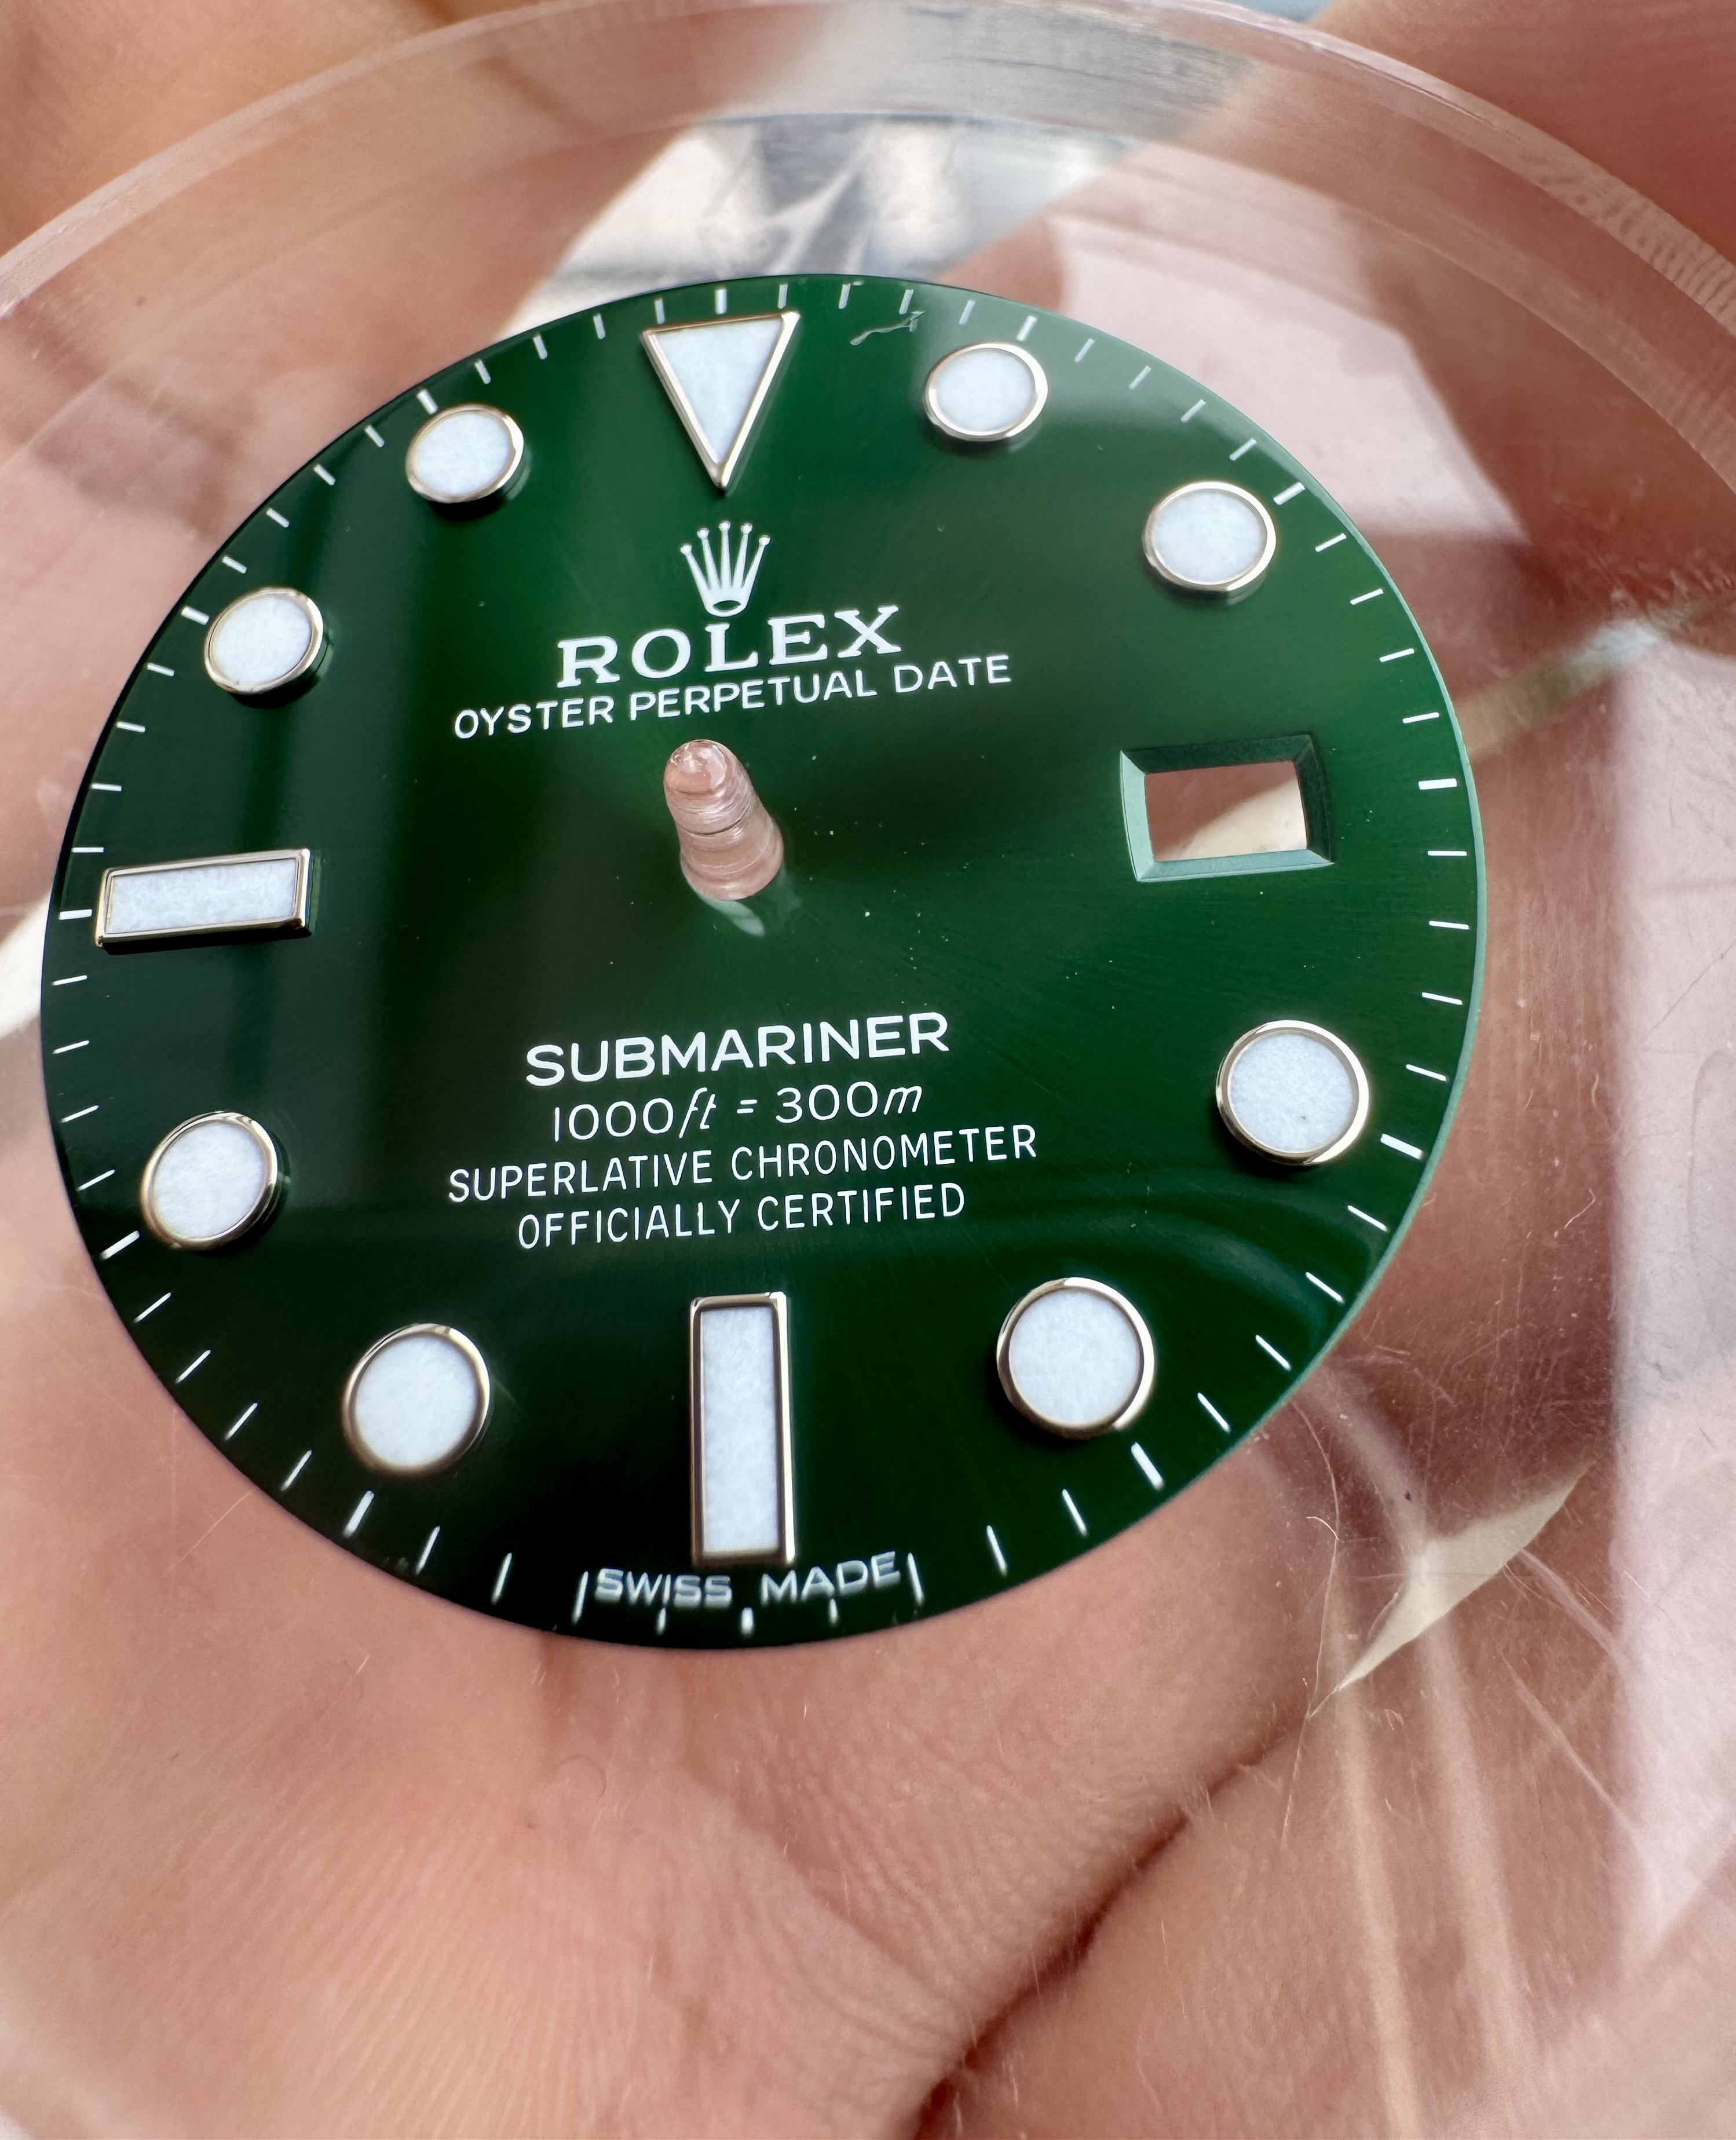 ROLEX
OYSTER PERPETUAL DATE
SUBMARINER
1000ft = 300m
SUPERLATIVE CHRONOMETER
OFFICIALLY CERTIFIED
SWISS MADE